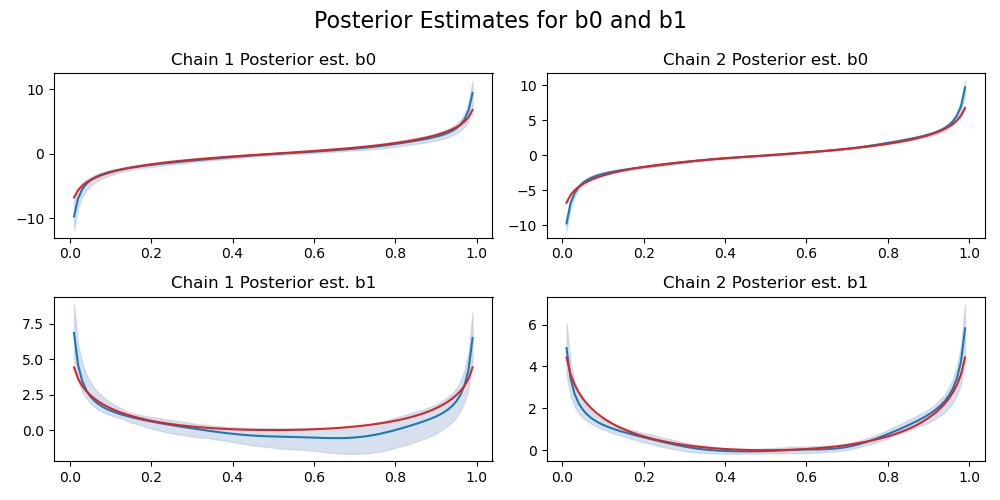 Posterior Estimates for b0 and b1
Chain 1 Posterior est. b0
Chain 2 Posterior est. b0
10
0
−10
0.0 0.2 0.4 0.6 0.8 1.0
10
5
0
−5
−10
0.0 0.2 0.4 0.6 0.8 1.0
Chain 1 Posterior est. b1
Chain 2 Posterior est. b1
7.5
5.0
2.5
0.0
0.0 0.2 0.4 0.6 0.8 1.0
6
4
2
0
0.0 0.2 0.4 0.6 0.8 1.0